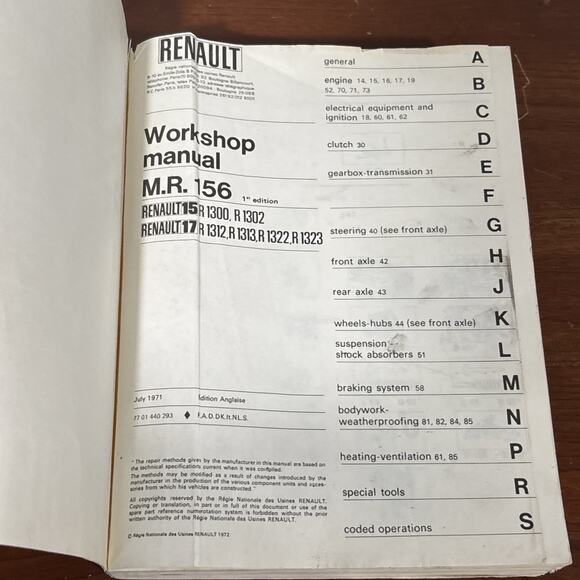 RENAULT
Workshop
manual
M.R. 156
1st edition
RENAULT 15 R 1300, R 1302
RENAULT 17 R 1312, R 1313, R 1322, R 1323
July 1971
Edition Anglaise
77 01 440 293
F.A.D.DK.It.NL.S.
" The repair methods given by the manufacturer in this manual are based on
the technical specifications current when it was compiled.
The methods may be modified as a result of changes introduced by the
manufacturer in the production of the various component units and acces-
sories from which his vehicles are constructed."
All copyrights reserved by the Régie Nationale des Usines RENAULT.
Copying or translation, in part or in full of this document or use of the
spare part reference numerotation system is forbidden without the prior
written authority of the Régie Nationale des Usines RENAULT.
© Régie Nationale des Usines RENAULT 1972
general A
engine 14, 15, 16, 17, 19
52, 70, 71, 73 B
electrical equipment and
ignition 18, 60, 61, 62 C
clutch 30 D
gearbox-transmission 31 E
F
steering 40 (see front axle) G
front axle 42 H
rear axle 43 J
wheels-hubs 44 (see front axle) K
suspension
shock absorbers 51 L
braking system 58 M
bodywork-
weatherproofing 81, 82, 84, 85 N
heating-ventilation 61, 85 P
special tools R
coded operations S